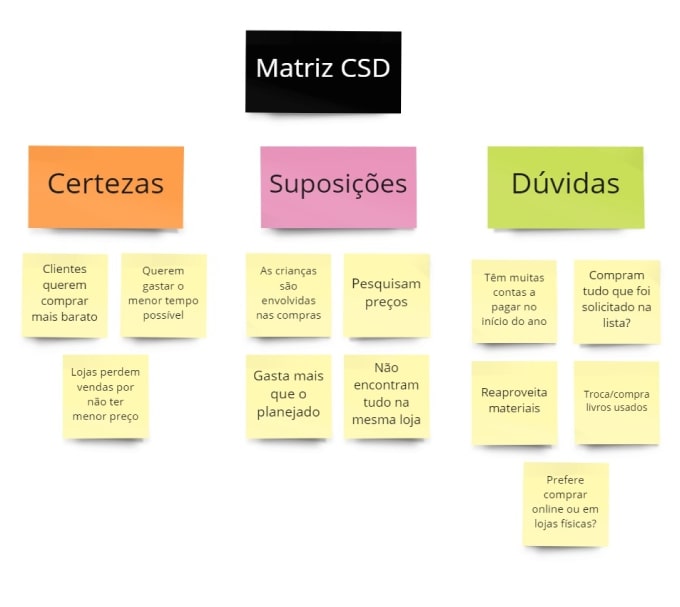 Matriz CSD
Certezas
Suposições
Dúvidas
Clientes
querem
comprar
mais barato
Querem
gastar o
menor tempo
possível
Lojas perdem
vendas por
não ter
menor preço
As crianças
são
envolvidas
nas compras
Pesquisam
preços
Gasta mais
que o
planejado
Não
encontram
tudo na
mesma loja
Têm muitas
contas a
pagar no
início do ano
Compram
tudo que foi
solicitado na
lista?
Reaproveita
materiais
Troca/compra
livros usados
Prefere
comprar
online ou em
lojas físicas?